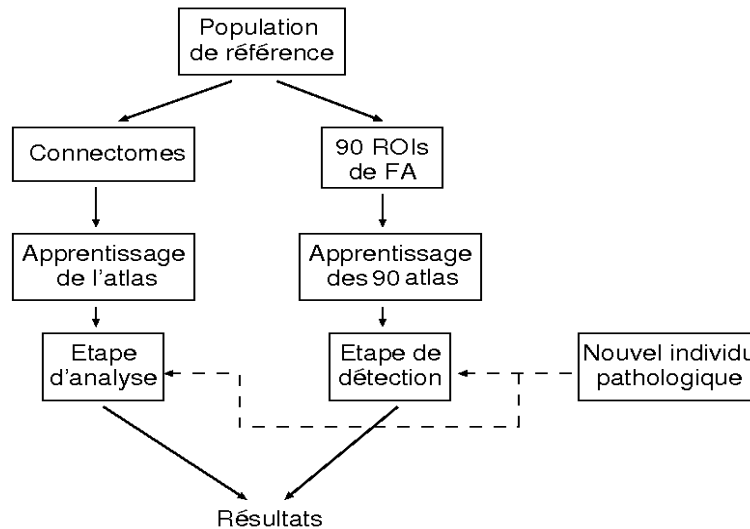 Population
de référence
Connectomes
90 ROIs
de FA
Apprentissage
de l'atlas
Apprentissage
des 90 atlas
Etape
d'analyse
Etape de
détection
Nouvel individu
pathologique
Résultats